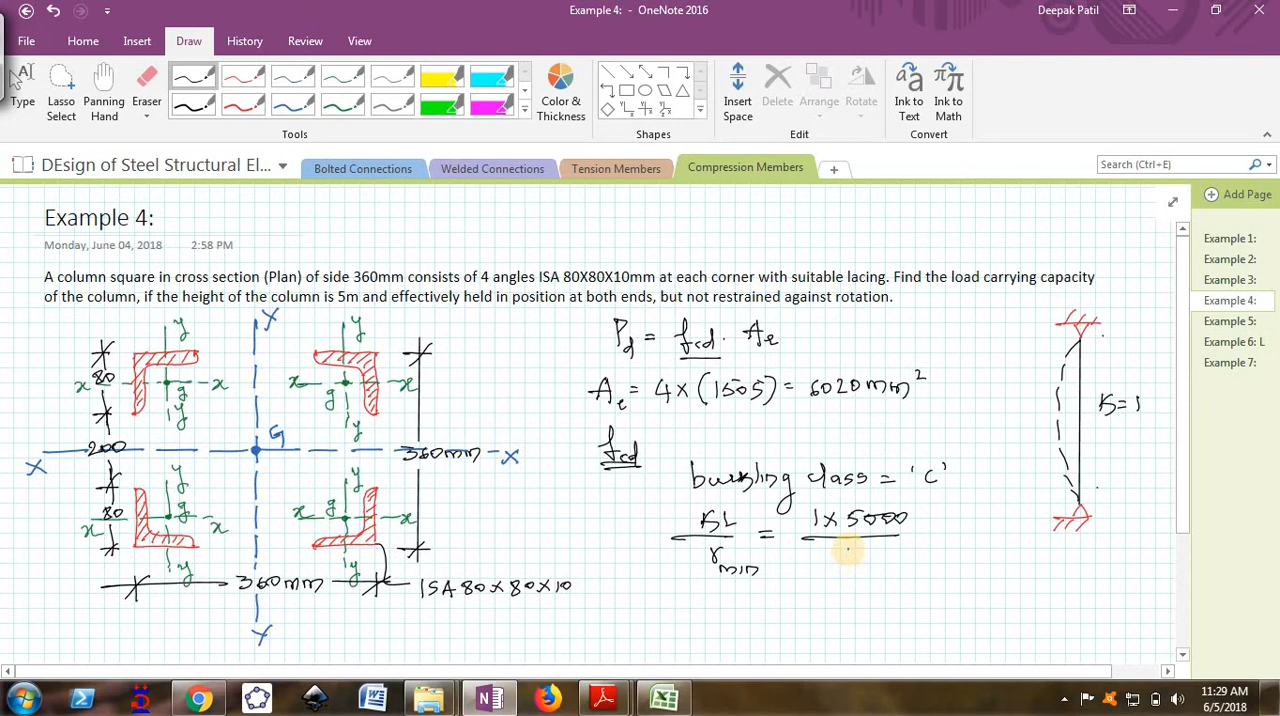 Example 4: - OneNote 2016
Deepak Patil
File Home Insert Draw History Review View
Type
Lasso Select
Panning Hand
Eraser
Color & Thickness
Insert Space
Delete
Arrange
Rotate
Ink to Text
Ink to Math
Tools
Shapes
Edit
Convert
DEsign of Steel Structural El...
Bolted Connections
Welded Connections
Tension Members
Compression Members
Search (Ctrl+E)
Add Page
Example 1:
Example 2:
Example 3:
Example 4:
Example 5:
Example 6: L
Example 7:
Example 4:
Monday, June 04, 2018 2:58 PM
A column square in cross section (Plan) of side 360mm consists of 4 angles ISA 80X80X10mm at each corner with suitable lacing. Find the load carrying capacity
of the column, if the height of the column is 5m and effectively held in position at both ends, but not restrained against rotation.
y y Y
80 x g x x g x
y y
200 G 360mm
X X
y y
80 x g x x g x
y y
360mm ISA 80x80x10
Y
Pd = fcd . Ae
Ae = 4x(1505) = 6020mm²
fcd
buckling class = 'c'
KL / rmin = 1x5000
K=1
11:29 AM
6/5/2018